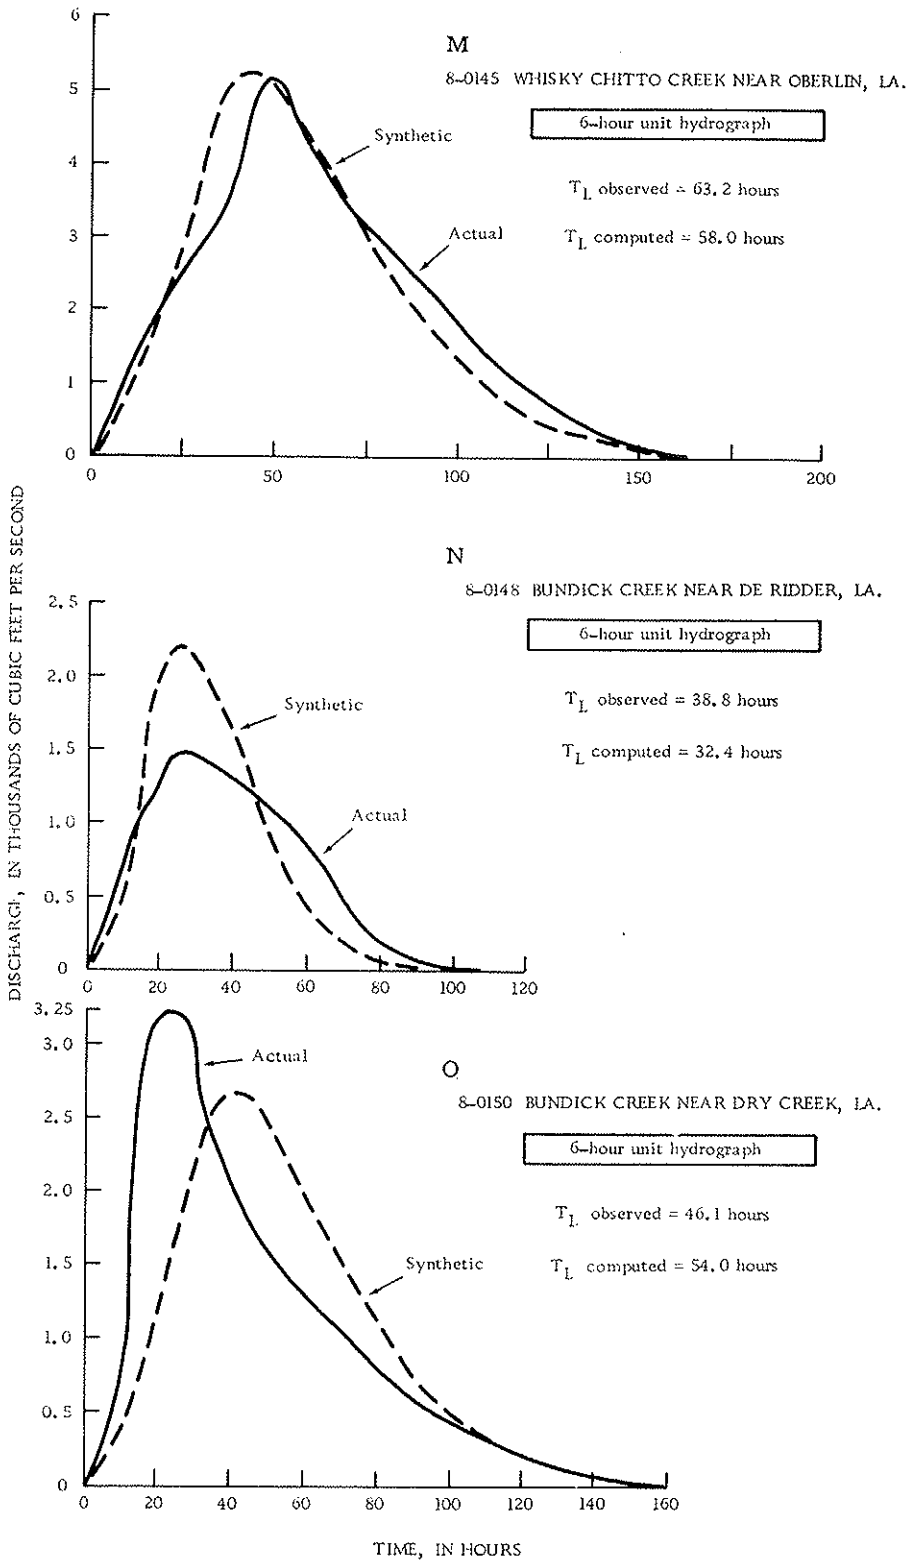 DISCHARGE, IN THOUSANDS OF CUBIC FEET PER SECOND
M
8-0145 WHISKY CHITTO CREEK NEAR OBERLIN, LA.
6-hour unit hydrograph
TL observed = 63.2 hours
TL computed = 58.0 hours
Synthetic
Actual
6
5
4
3
2
1
0
0 50 100 150 200
N
8-0148 BUNDICK CREEK NEAR DE RIDDER, LA.
6-hour unit hydrograph
TL observed = 38.8 hours
TL computed = 32.4 hours
Synthetic
Actual
2.5
2.0
1.5
1.0
0.5
0
0 20 40 60 80 100 120
O
8-0150 BUNDICK CREEK NEAR DRY CREEK, LA.
6-hour unit hydrograph
TL observed = 46.1 hours
TL computed = 54.0 hours
Actual
Synthetic
3.25
3.0
2.5
2.0
1.5
1.0
0.5
0
0 20 40 60 80 100 120 140 160
TIME, IN HOURS